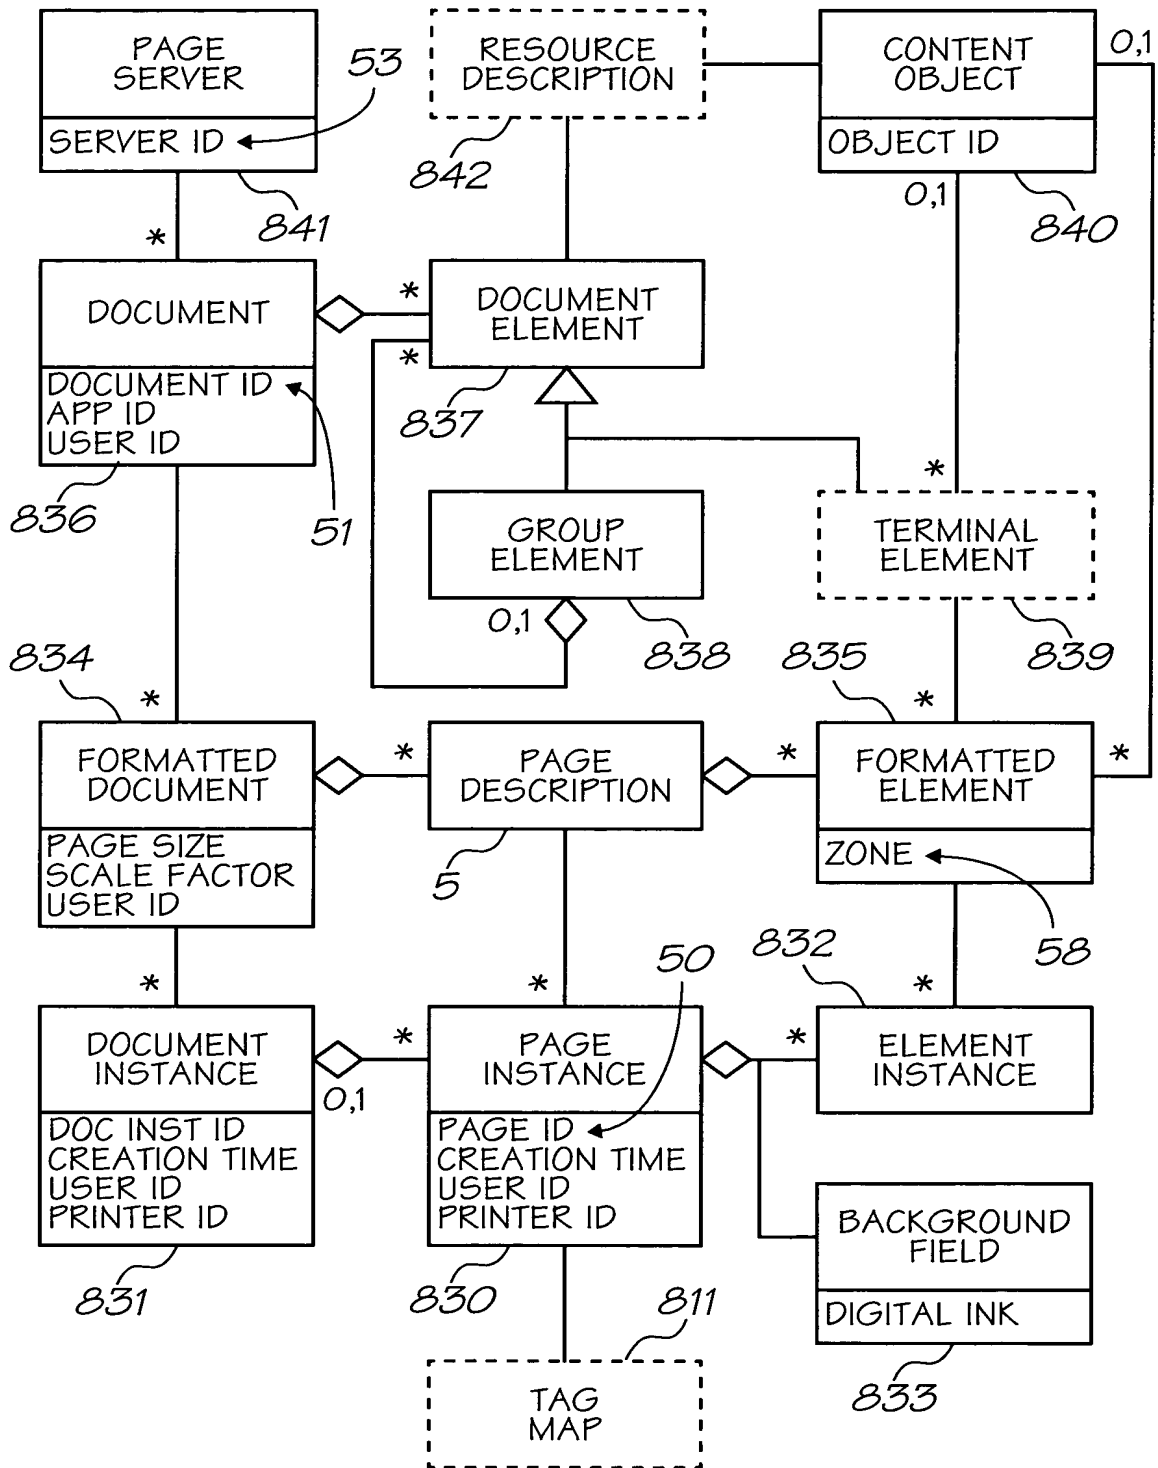 PAGE
SERVER
SERVER ID
53
841
*
RESOURCE
DESCRIPTION
842
CONTENT
OBJECT
OBJECT ID
0,1
0,1
840
DOCUMENT
DOCUMENT ID
APP ID
USER ID
836
51
*
*
DOCUMENT
ELEMENT
837
GROUP
ELEMENT
0,1
838
*
TERMINAL
ELEMENT
839
834
*
FORMATTED
DOCUMENT
PAGE SIZE
SCALE FACTOR
USER ID
*
PAGE
DESCRIPTION
5
835
*
*
*
FORMATTED
ELEMENT
ZONE
58
*
DOCUMENT
INSTANCE
DOC INST ID
CREATION TIME
USER ID
PRINTER ID
831
0,1
*
*
50
PAGE
INSTANCE
PAGE ID
CREATION TIME
USER ID
PRINTER ID
830
832
*
*
ELEMENT
INSTANCE
BACKGROUND
FIELD
DIGITAL INK
833
811
TAG
MAP